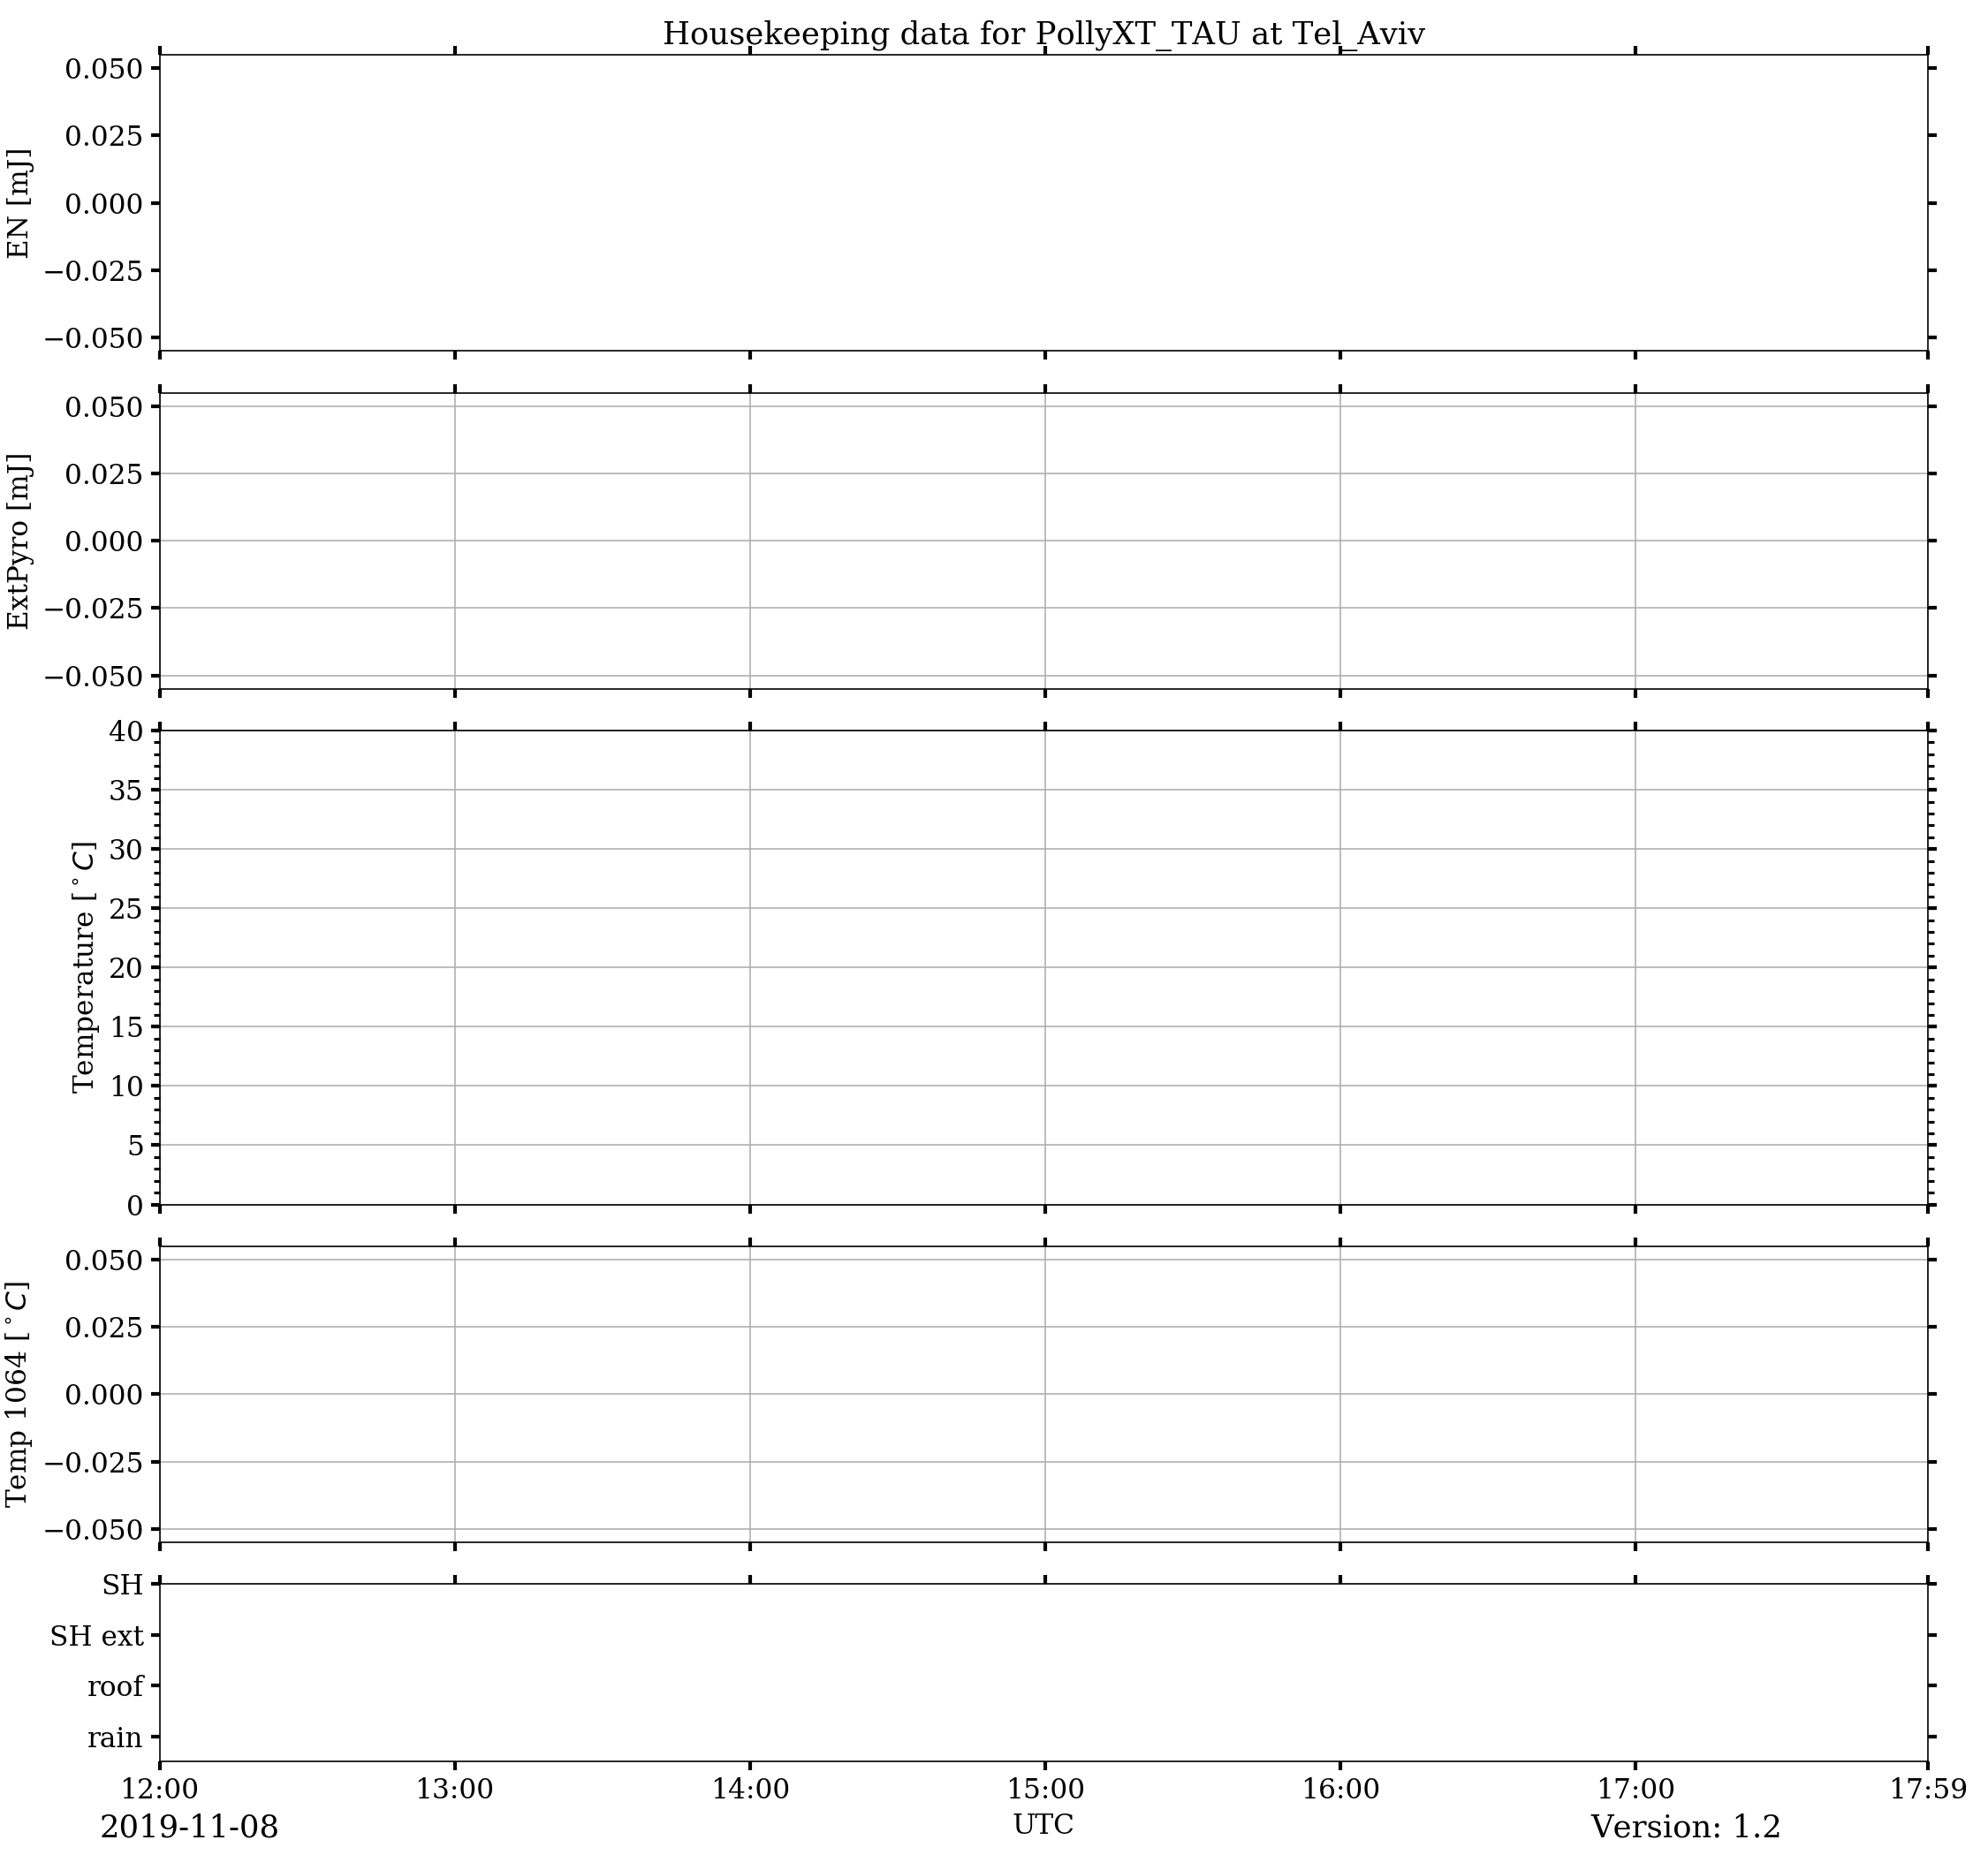 Housekeeping data for PollyXT_TAU at Tel_Aviv
0.050
0.025
0.000
−0.025
−0.050
EN [mJ]
0.050
0.025
0.000
−0.025
−0.050
ExtPyro [mJ]
40
35
30
25
20
15
10
5
0
Temperature [°C]
0.050
0.025
0.000
−0.025
−0.050
Temp 1064 [°C]
SH
SH ext
roof
rain
12:00 13:00 14:00 15:00 16:00 17:00 17:59
2019-11-08 UTC Version: 1.2